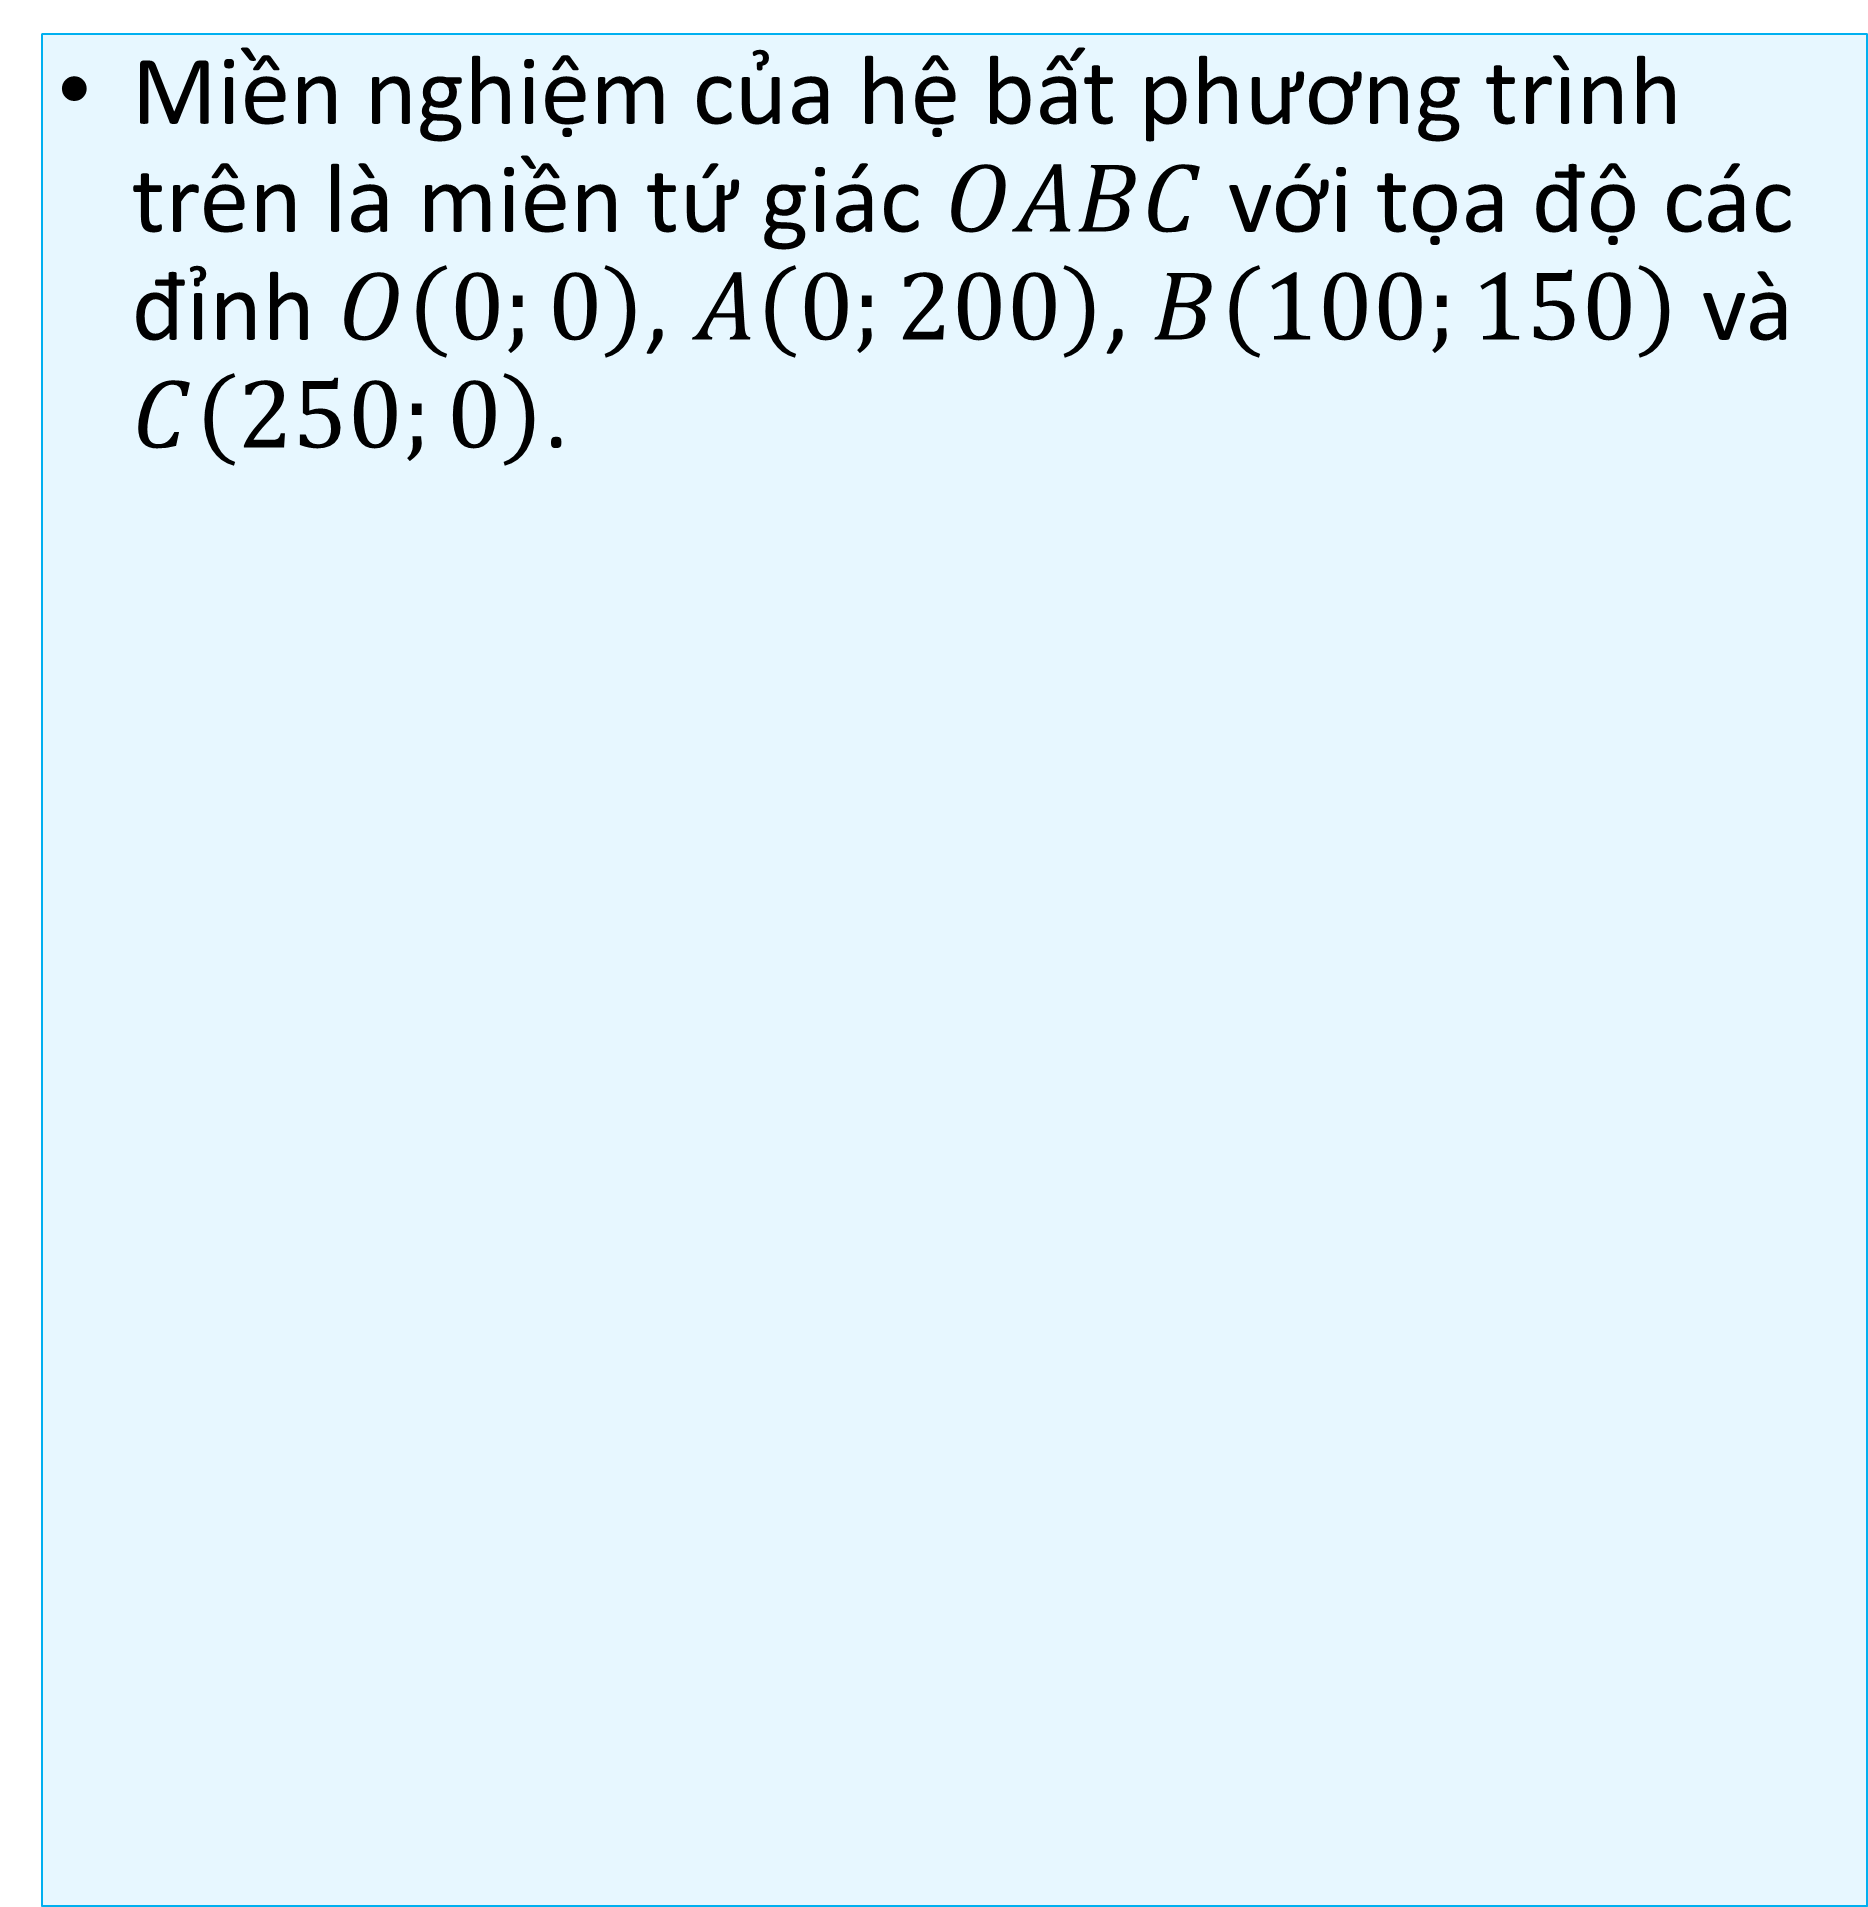 • Miền nghiệm của hệ bất phương trình
trên là miền tứ giác OABC với tọa độ các
đỉnh O(0; 0), A(0; 200), B(100; 150) và
C(250; 0).